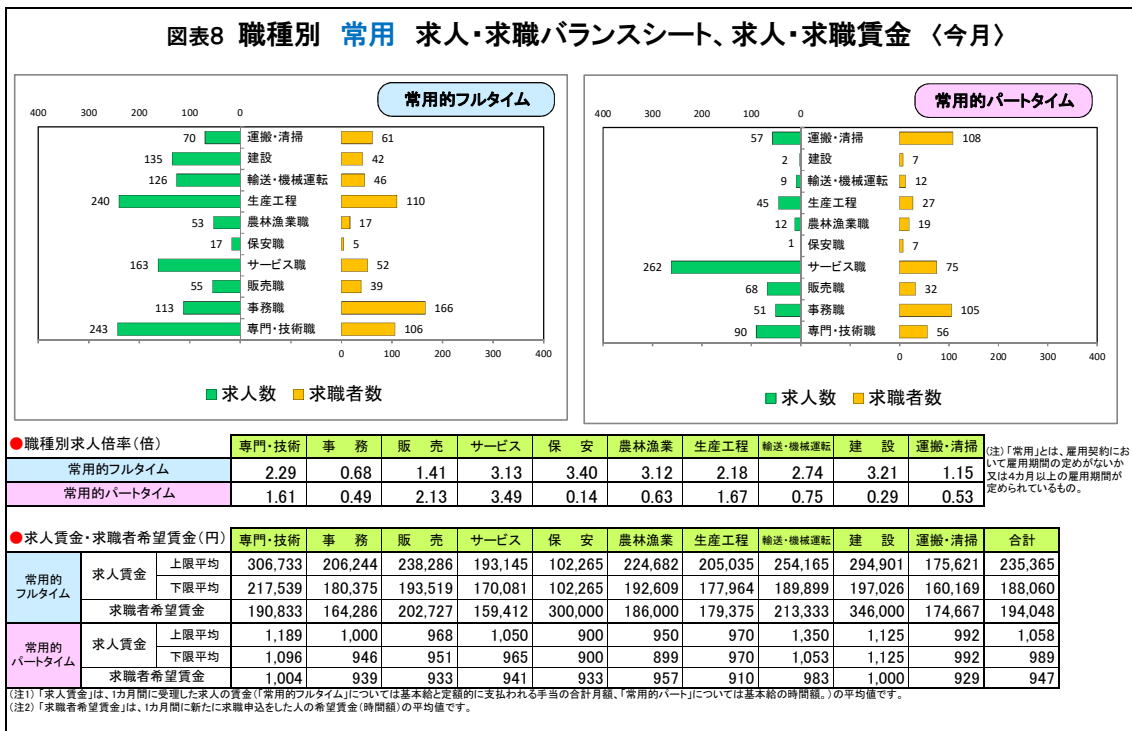 図表8 職種別 常用 求人・求職バランスシート、求人・求職賃金 〈今月〉
常用的フルタイム
400 300 200 100 0
70 運搬・清掃 61
135 建設 42
126 輸送・機械運転 46
240 生産工程 110
53 農林漁業職 17
17 保安職 5
163 サービス職 52
55 販売職 39
113 事務職 166
243 専門・技術職 106
0 100 200 300 400
■求人数 ■求職者数
常用的パートタイム
400 300 200 100 0
57 運搬・清掃 108
2 建設 7
9 輸送・機械運転 12
45 生産工程 27
12 農林漁業職 19
1 保安職 7
262 サービス職 75
68 販売職 32
51 事務職 105
90 専門・技術職 56
0 100 200 300 400
■求人数 ■求職者数
●職種別求人倍率(倍) 専門・技術 事 務 販 売 サービス 保 安 農林漁業 生産工程 輸送・機械運転 建 設 運搬・清掃
常用的フルタイム 2.29 0.68 1.41 3.13 3.40 3.12 2.18 2.74 3.21 1.15
常用的パートタイム 1.61 0.49 2.13 3.49 0.14 0.63 1.67 0.75 0.29 0.53
(注)「常用」とは、雇用契約にお
いて雇用期間の定めがないか
又は4カ月以上の雇用期間が
定められているもの。
●求人賃金・求職者希望賃金(円) 専門・技術 事 務 販 売 サービス 保 安 農林漁業 生産工程 輸送・機械運転 建 設 運搬・清掃 合計
常用的
フルタイム
求人賃金 上限平均 306,733 206,244 238,286 193,145 102,265 224,682 205,035 254,165 294,901 175,621 235,365
下限平均 217,539 180,375 193,519 170,081 102,265 192,609 177,964 189,899 197,026 160,169 188,060
求職者希望賃金 190,833 164,286 202,727 159,412 300,000 186,000 179,375 213,333 346,000 174,667 194,048
常用的
パートタイム
求人賃金 上限平均 1,189 1,000 968 1,050 900 950 970 1,350 1,125 992 1,058
下限平均 1,096 946 951 965 900 899 970 1,053 1,125 992 989
求職者希望賃金 1,004 939 933 941 933 957 910 983 1,000 929 947
(注1)「求人賃金」は、1カ月間に受理した求人の賃金(「常用的フルタイム」については基本給と定額的に支払われる手当の合計月額、「常用的パート」については基本給の時間額。)の平均値です。
(注2)「求職者希望賃金」は、1カ月間に新たに求職申込をした人の希望賃金(時間額)の平均値です。